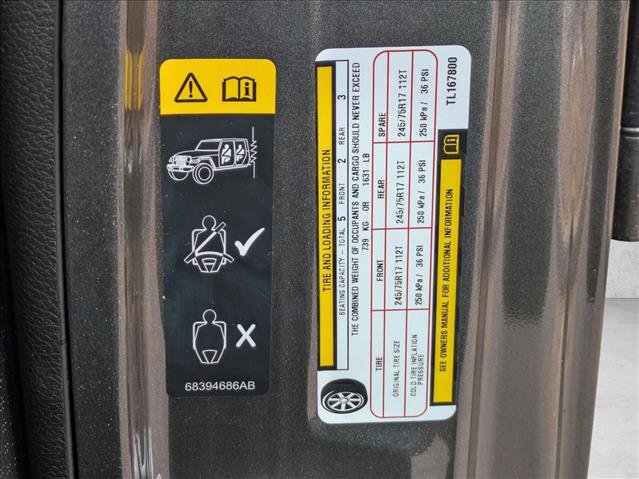 68394686AB
TIRE AND LOADING INFORMATION
SEATING CAPACITY - TOTAL 5 FRONT 2 REAR 3
THE COMBINED WEIGHT OF OCCUPANTS AND CARGO SHOULD NEVER EXCEED
739 KG OR 1631 LB
TIRE FRONT REAR SPARE
ORIGINAL TIRE SIZE 245/75R17 112T 245/75R17 112T 245/75R17 112T
COLD TIRE INFLATION
PRESSURE 250 kPa/ 36 PSI 250 kPa/ 36 PSI 250 kPa/ 36 PSI
SEE OWNERS MANUAL FOR ADDITIONAL INFORMATION
TL167800